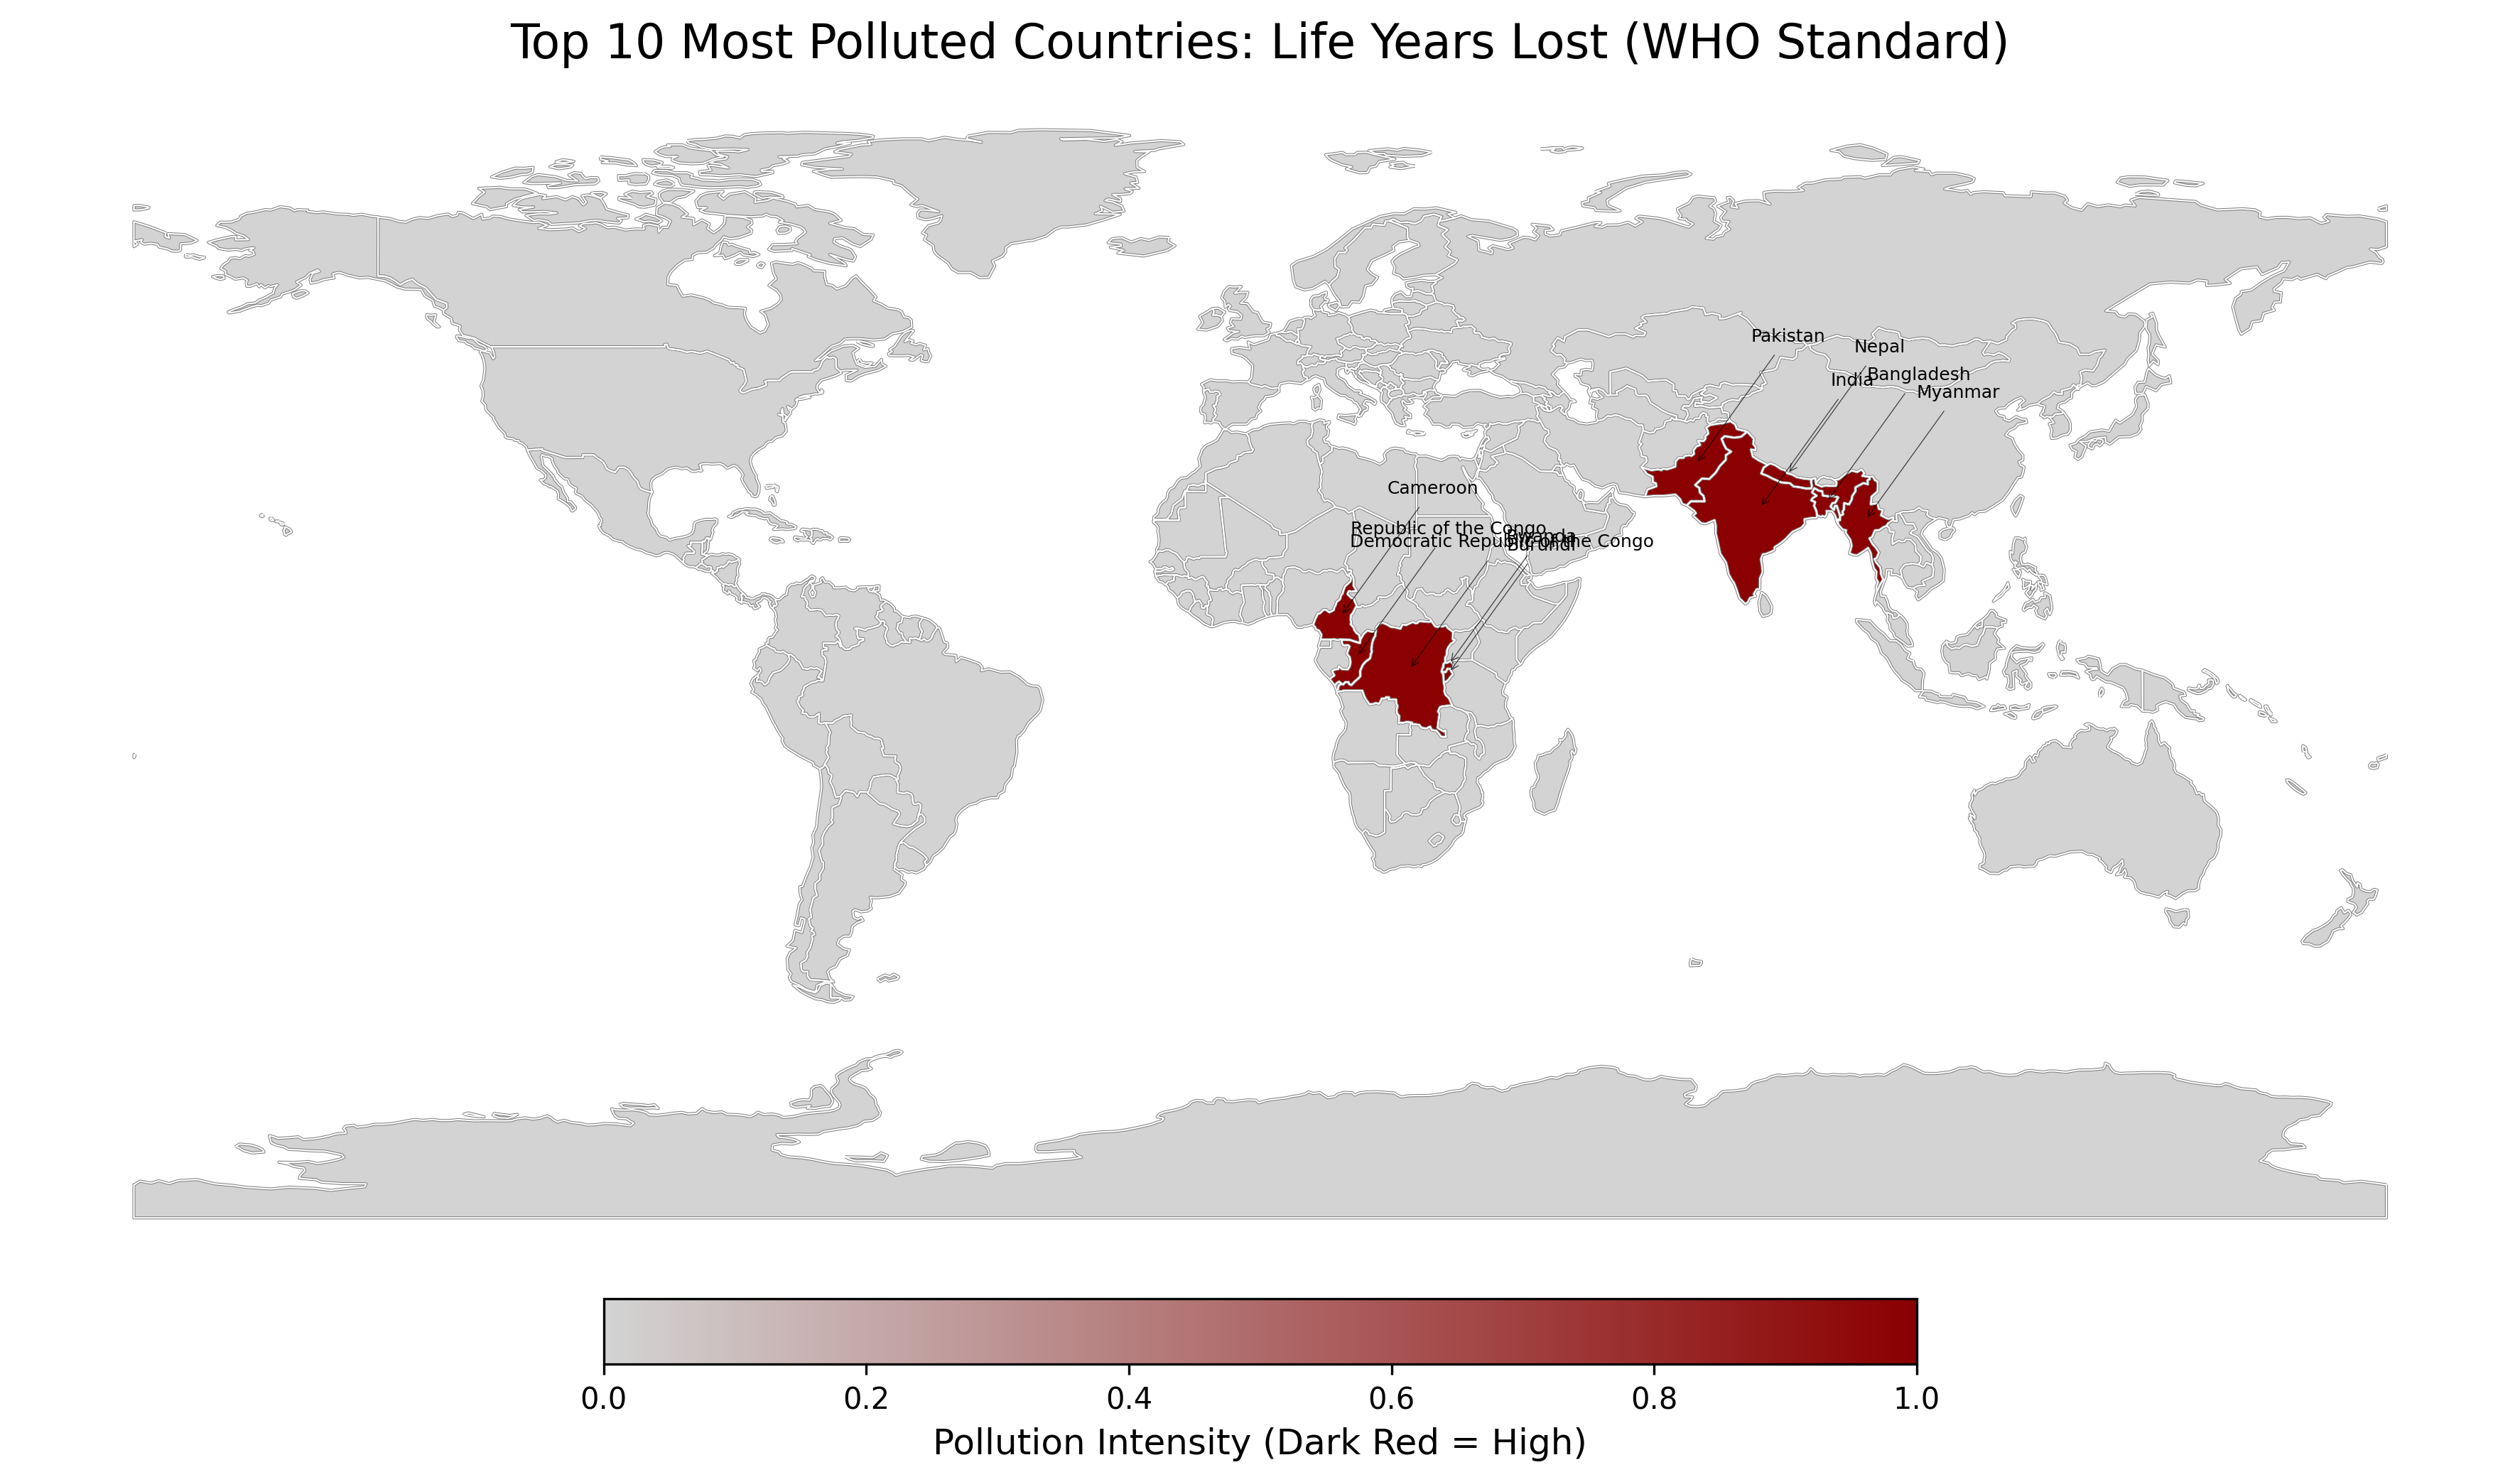 Top 10 Most Polluted Countries: Life Years Lost (WHO Standard)
Pakistan
Nepal
Bangladesh
India
Myanmar
Cameroon
Republic of the Congo
Rwanda
Democratic Republic of the Congo
Burundi
0.0 0.2 0.4 0.6 0.8 1.0
Pollution Intensity (Dark Red = High)